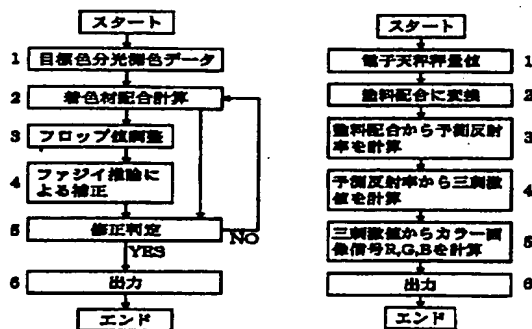 スタート
1 目標色分光測色データ
2 着色材配合計算
3 フロップ値調整
4 ファジイ推論に
よる補正
5 修正判定
NO
YES
6 出力
エンド
スタート
電子天秤秤量値 1
塗料配合に変換 2
塗料配合から予測反射
率を計算 3
予測反射率から三刺激
値を計算 4
三刺激値からカラー画
像信号R,G,Bを計算 5
出力 6
エンド